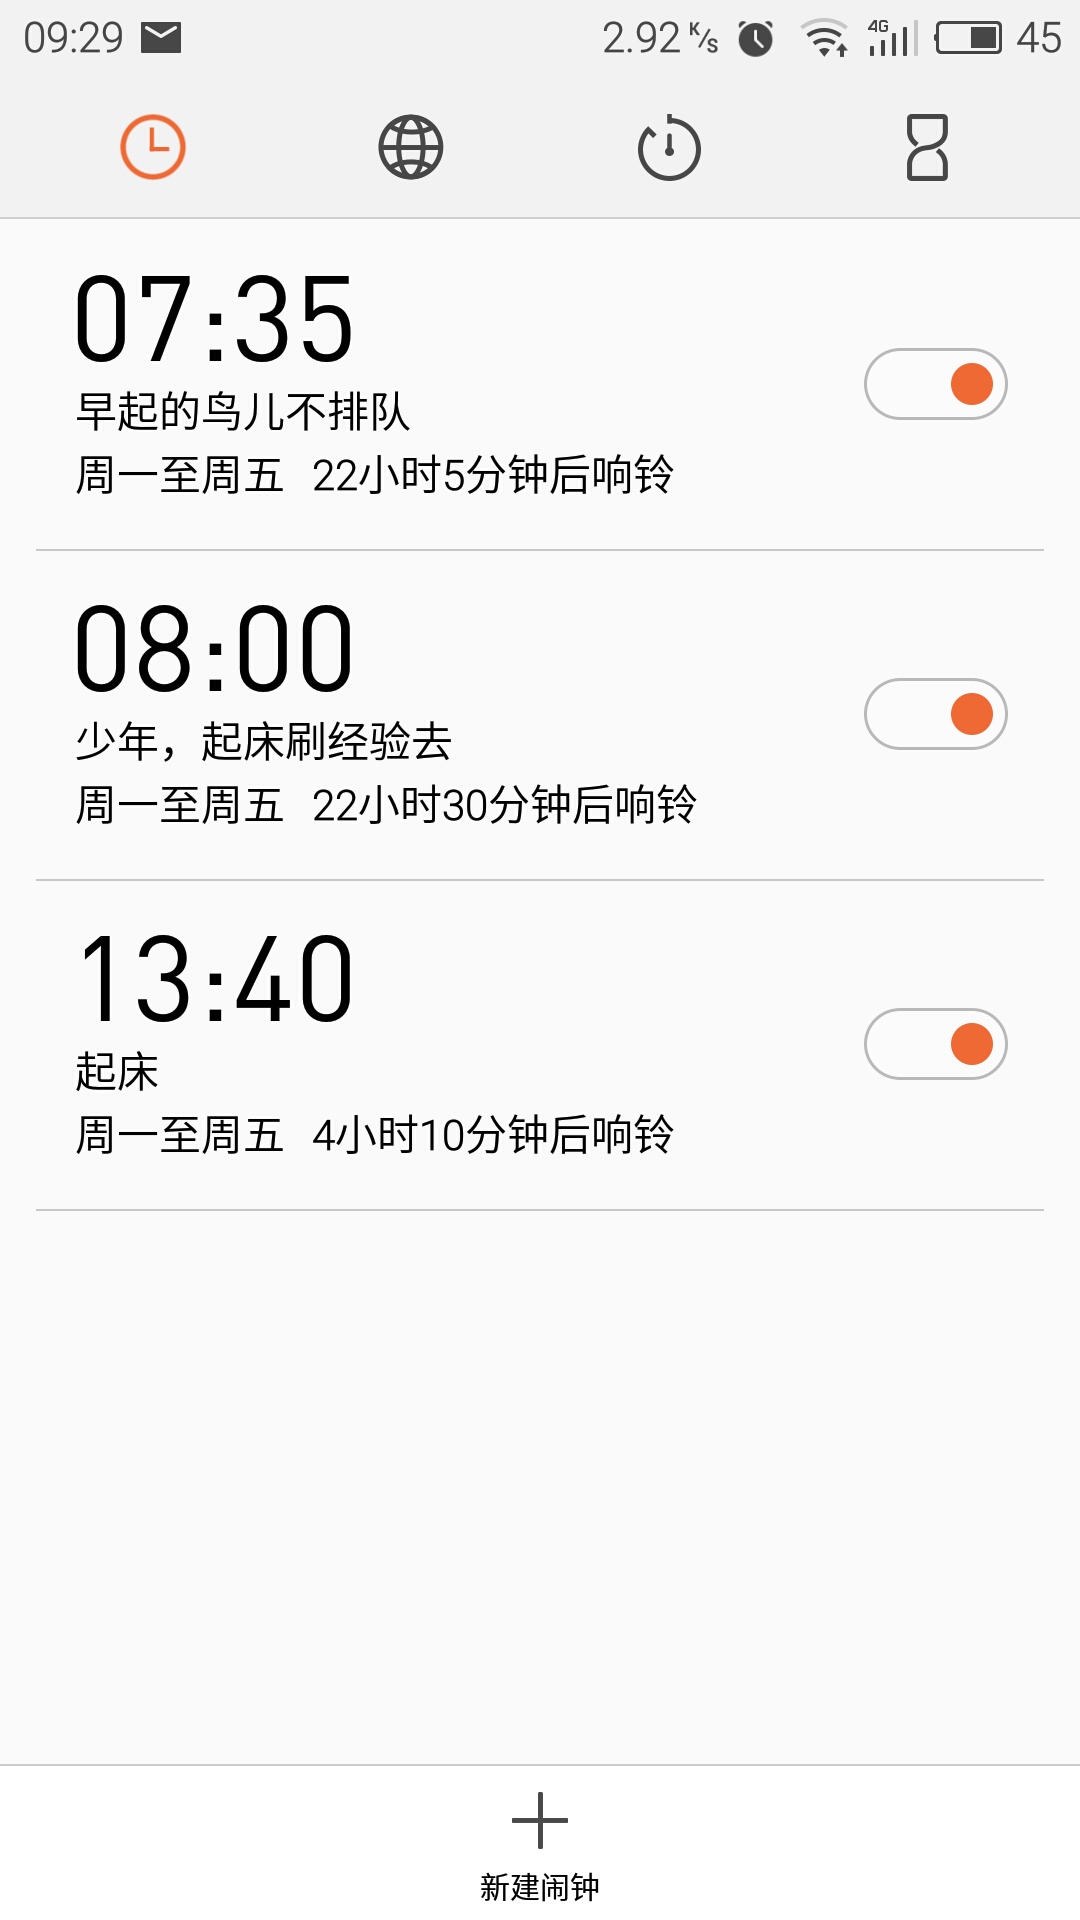 09:29 2.92 K/s 4G 45
07:35
早起的鸟儿不排队
周一至周五 22小时5分钟后响铃
08:00
少年，起床刷经验去
周一至周五 22小时30分钟后响铃
13:40
起床
周一至周五 4小时10分钟后响铃
新建闹钟